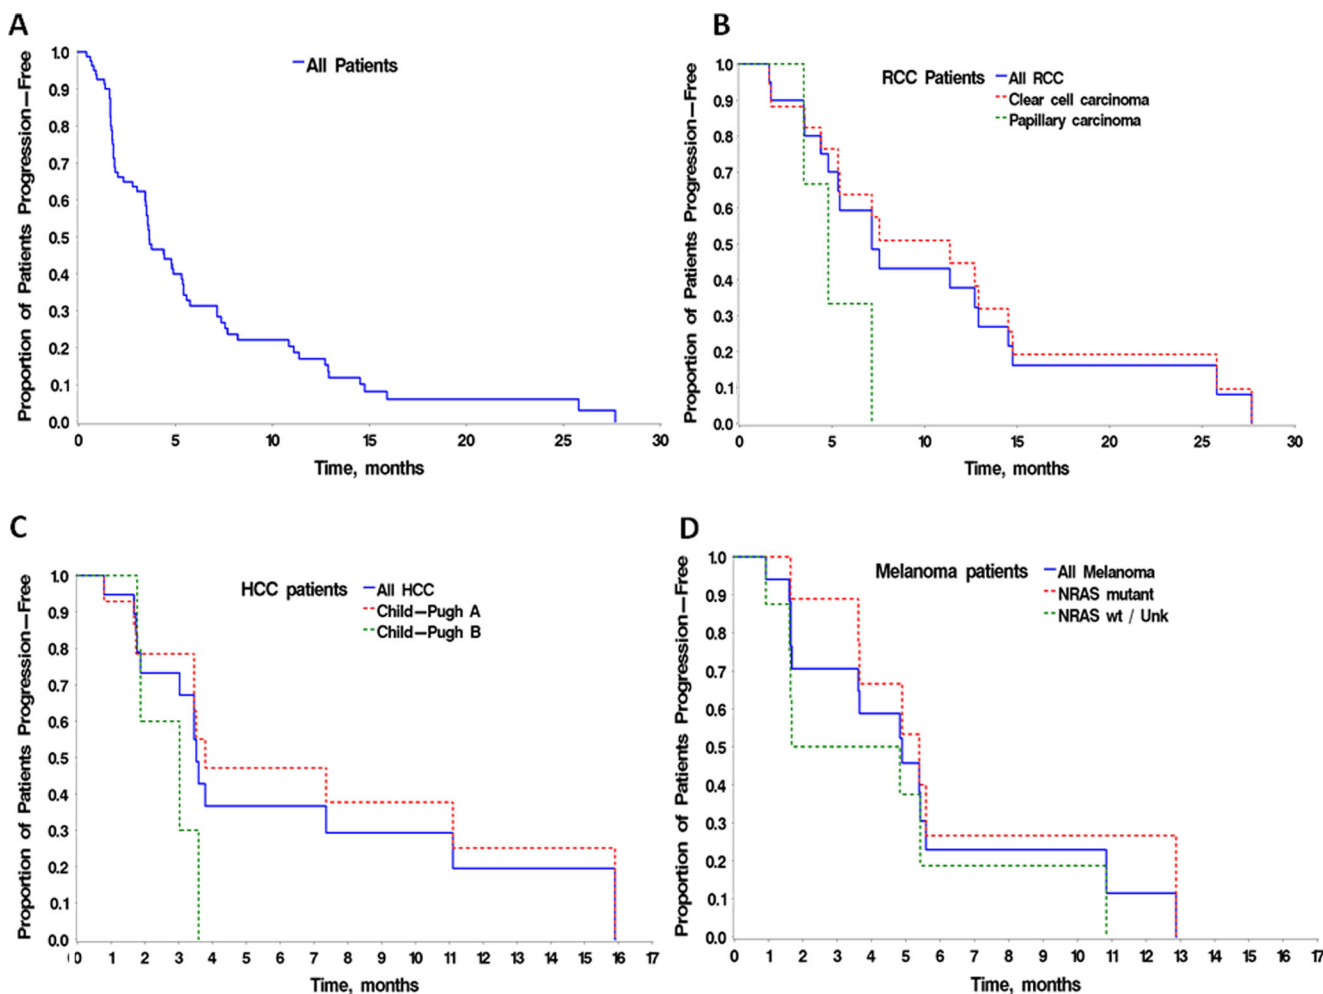 A
All Patients
Proportion of Patients Progression—Free
1.0
0.9
0.8
0.7
0.6
0.5
0.4
0.3
0.2
0.1
0.0
0 5 10 15 20 25 30
Time, months
B
RCC Patients
All RCC
Clear cell carcinoma
Papillary carcinoma
Proportion of Patients Progression—Free
1.0
0.9
0.8
0.7
0.6
0.5
0.4
0.3
0.2
0.1
0.0
0 5 10 15 20 25 30
Time, months
C
HCC patients
All HCC
Child—Pugh A
Child—Pugh B
Proportion of Patients Progression—Free
1.0
0.9
0.8
0.7
0.6
0.5
0.4
0.3
0.2
0.1
0.0
0 1 2 3 4 5 6 7 8 9 10 11 12 13 14 15 16 17
Time, months
D
Melanoma patients
All Melanoma
NRAS mutant
NRAS wt / Unk
Proportion of Patients Progression—Free
1.0
0.9
0.8
0.7
0.6
0.5
0.4
0.3
0.2
0.1
0.0
0 1 2 3 4 5 6 7 8 9 10 11 12 13 14 15 16 17
Time, months